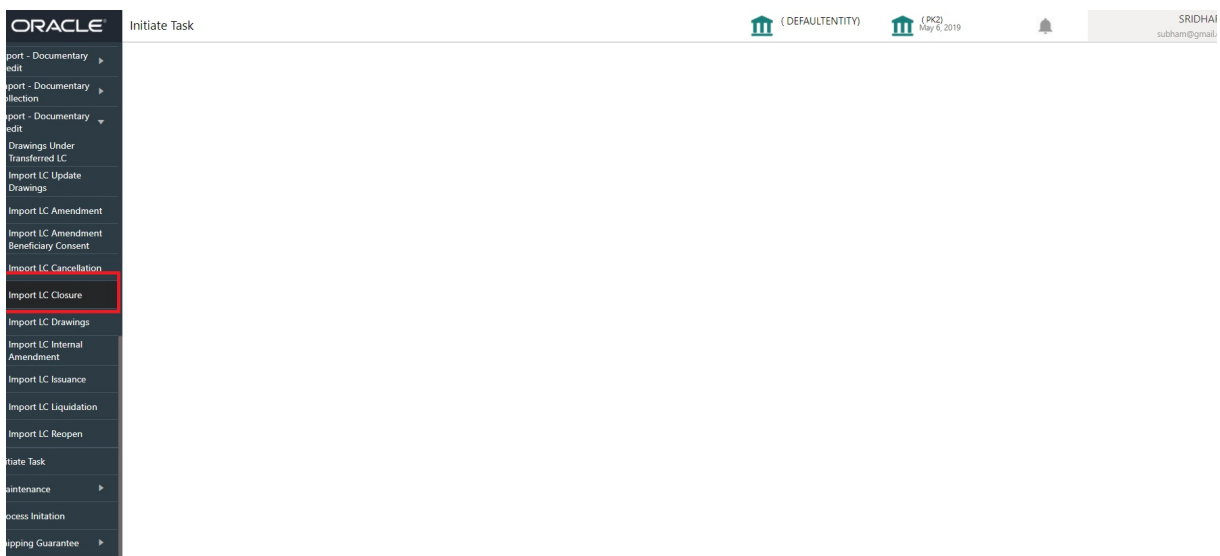 ORACLE
Initiate Task
( DEFAULTENTITY)
( PK2)
May 6, 2019
SRIDHAR
subham@gmail.
port - Documentary
edit
port - Documentary
ollection
port - Documentary
edit
Drawings Under
Transferred LC
Import LC Update
Drawings
Import LC Amendment
Import LC Amendment
Beneficiary Consent
Import LC Cancellation
Import LC Closure
Import LC Drawings
Import LC Internal
Amendment
Import LC Issuance
Import LC Liquidation
Import LC Reopen
itiate Task
aintenance
ocess Initation
ipping Guarantee